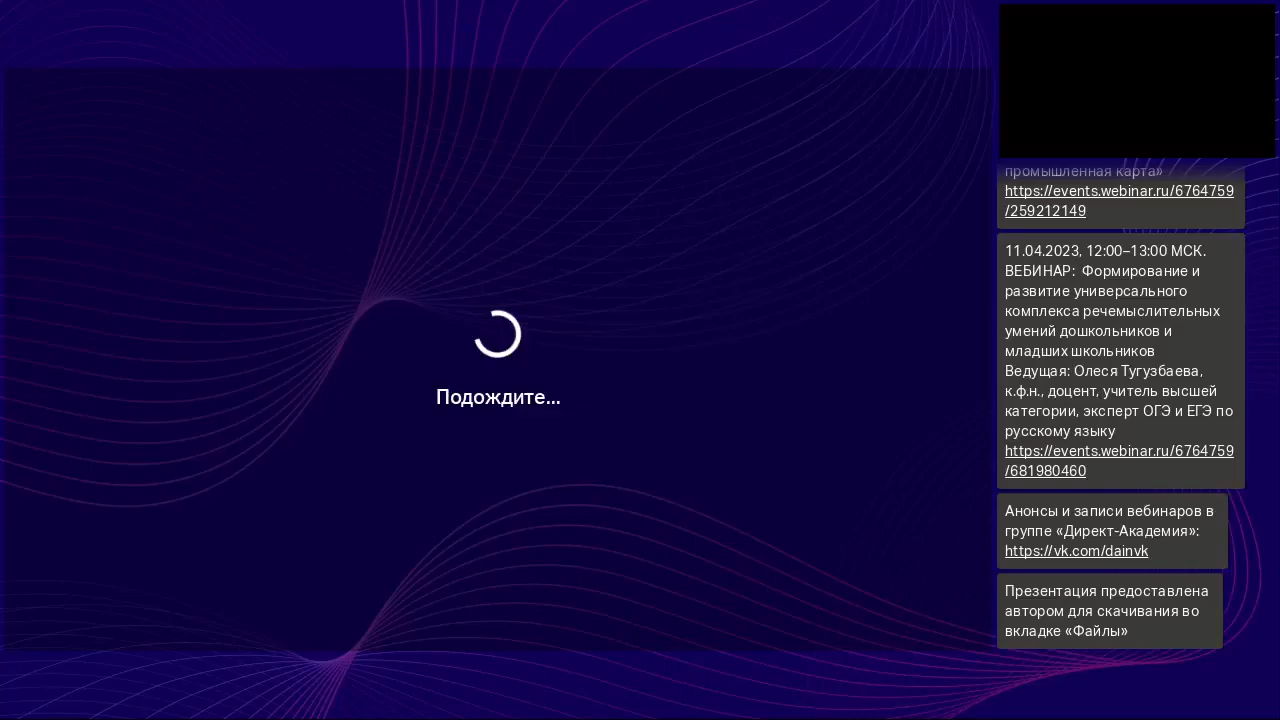 Подождите...
промышленная карта»
https://events.webinar.ru/6764759
/259212149
11.04.2023, 12:00–13:00 МСК.
ВЕБИНАР:  Формирование и
развитие универсального
комплекса речемыслительных
умений дошкольников и
младших школьников
Ведущая: Олеся Тугузбаева,
к.ф.н., доцент, учитель высшей
категории, эксперт ОГЭ и ЕГЭ по
русскому языку
https://events.webinar.ru/6764759
/681980460
Анонсы и записи вебинаров в
группе «Директ-Академия»:
https://vk.com/dainvk
Презентация предоставлена
автором для скачивания во
вкладке «Файлы»